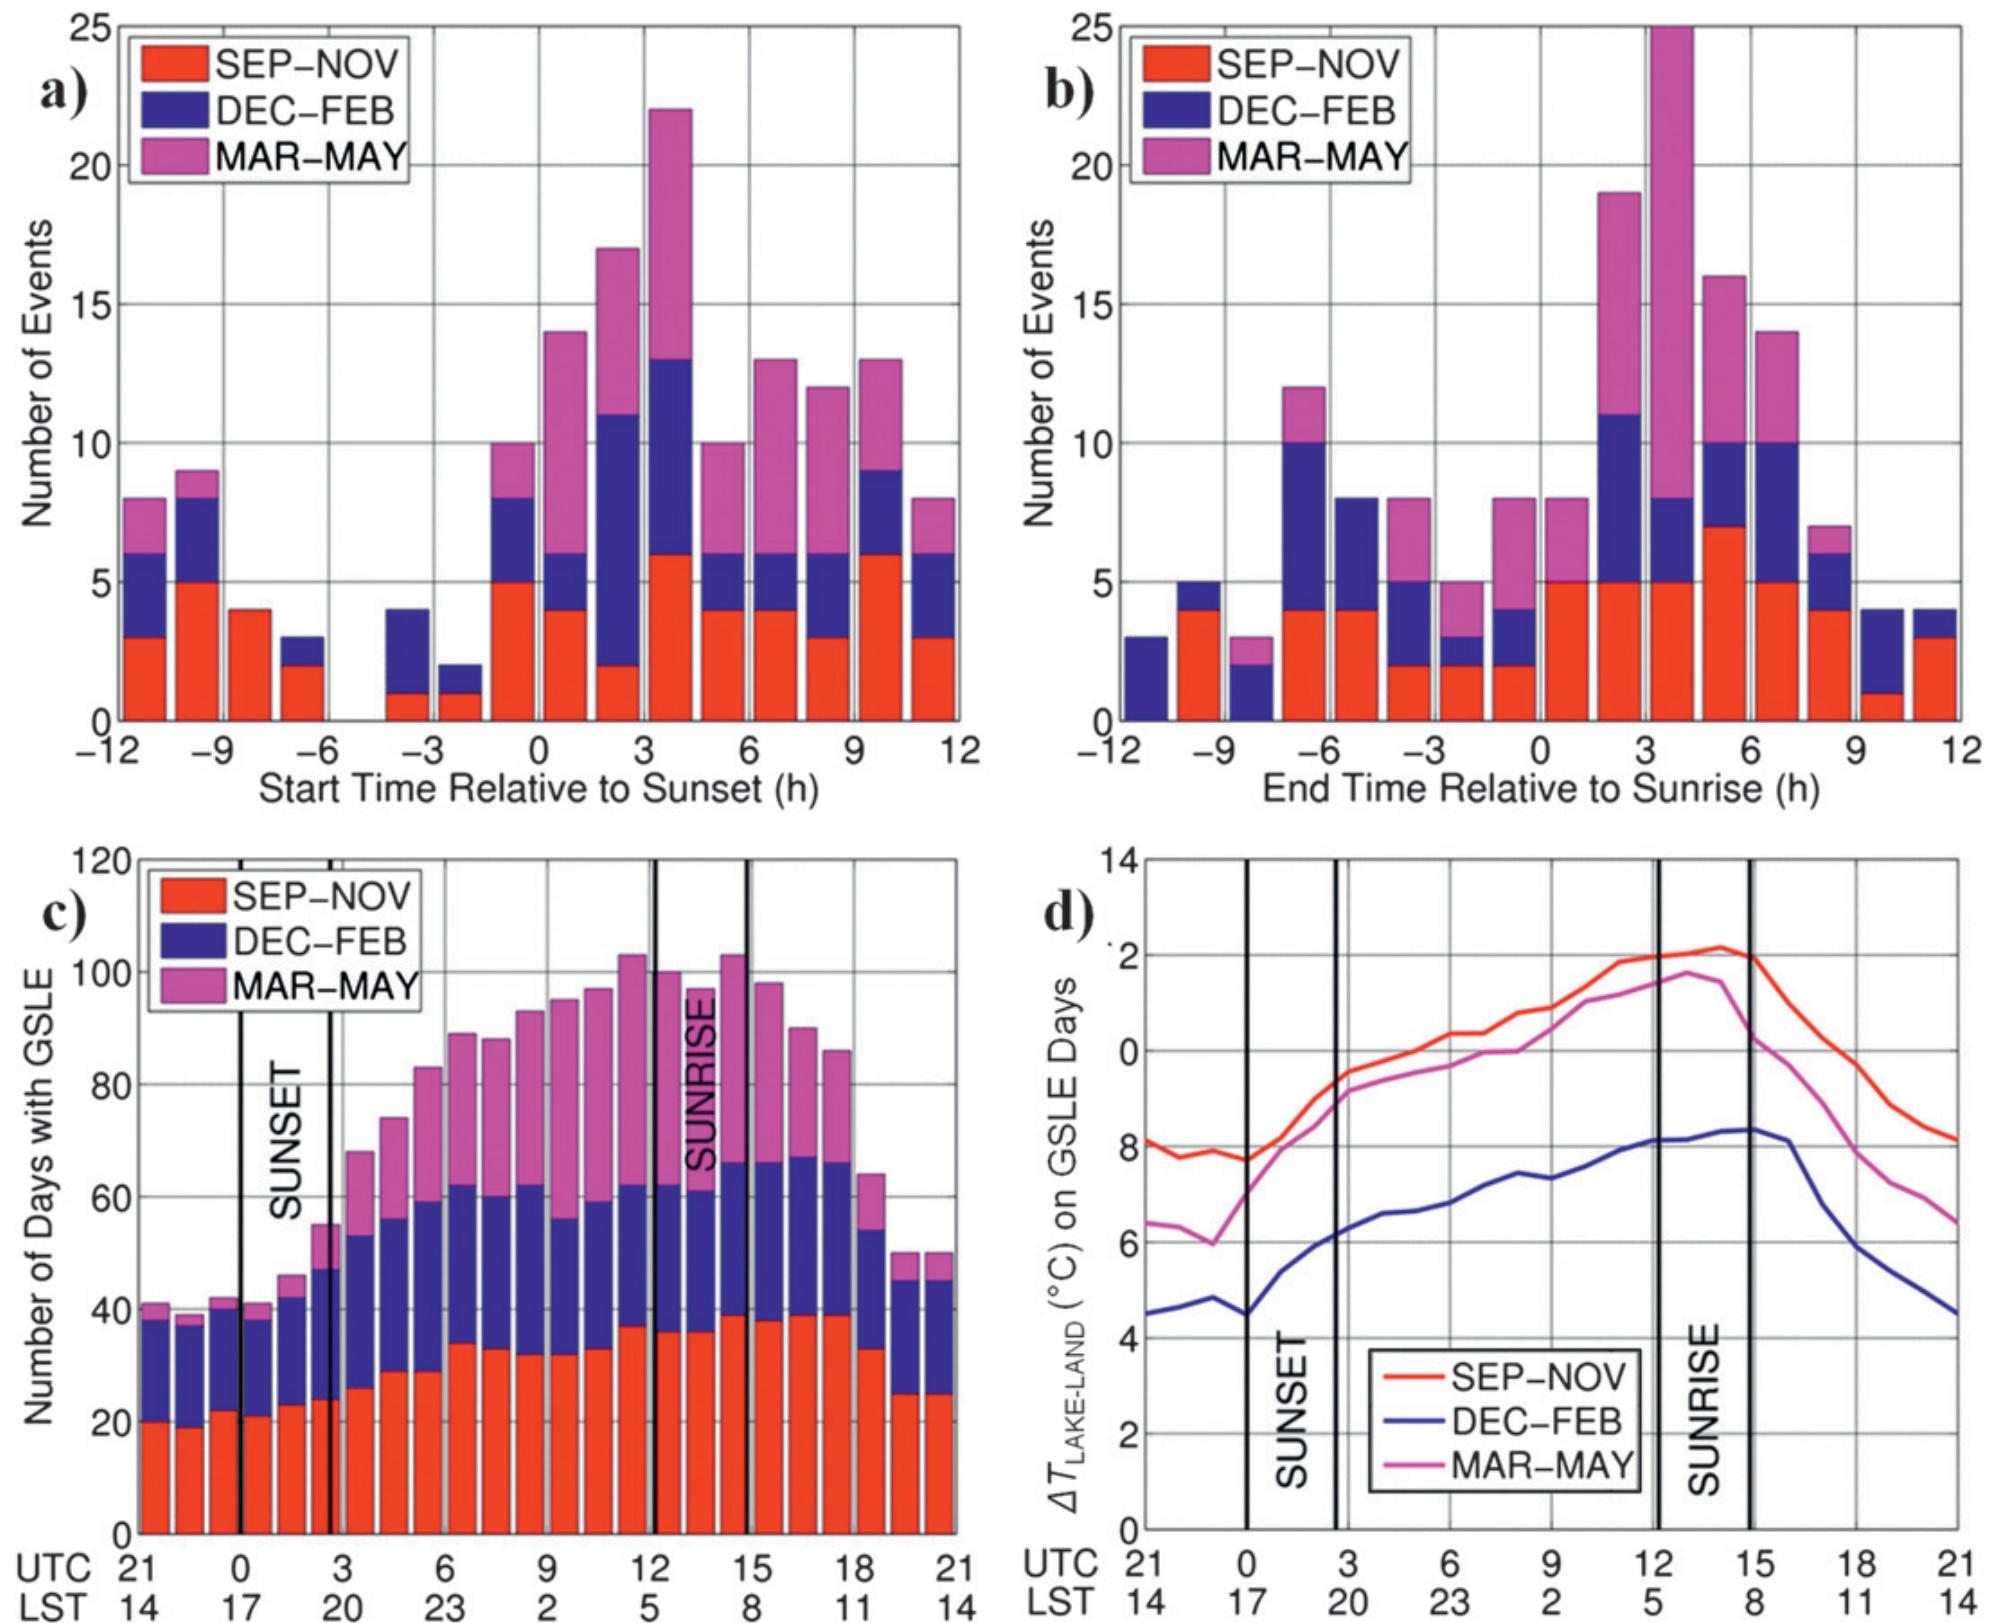 a)
SEP–NOV
DEC–FEB
MAR–MAY
25
20
15
10
5
0
Number of Events
−12 −9 −6 −3 0 3 6 9 12
Start Time Relative to Sunset (h)
b)
SEP–NOV
DEC–FEB
MAR–MAY
25
20
15
10
5
0
Number of Events
−12 −9 −6 −3 0 3 6 9 12
End Time Relative to Sunrise (h)
c)
SEP–NOV
DEC–FEB
MAR–MAY
120
100
80
60
40
20
0
Number of Days with GSLE
SUNSET
SUNRISE
UTC 21 0 3 6 9 12 15 18 21
LST 14 17 20 23 2 5 8 11 14
d)
14
2
0
8
6
4
2
0
ΔT LAKE-LAND (°C) on GSLE Days
SUNSET
SUNRISE
SEP–NOV
DEC–FEB
MAR–MAY
UTC 21 0 3 6 9 12 15 18 21
LST 14 17 20 23 2 5 8 11 14